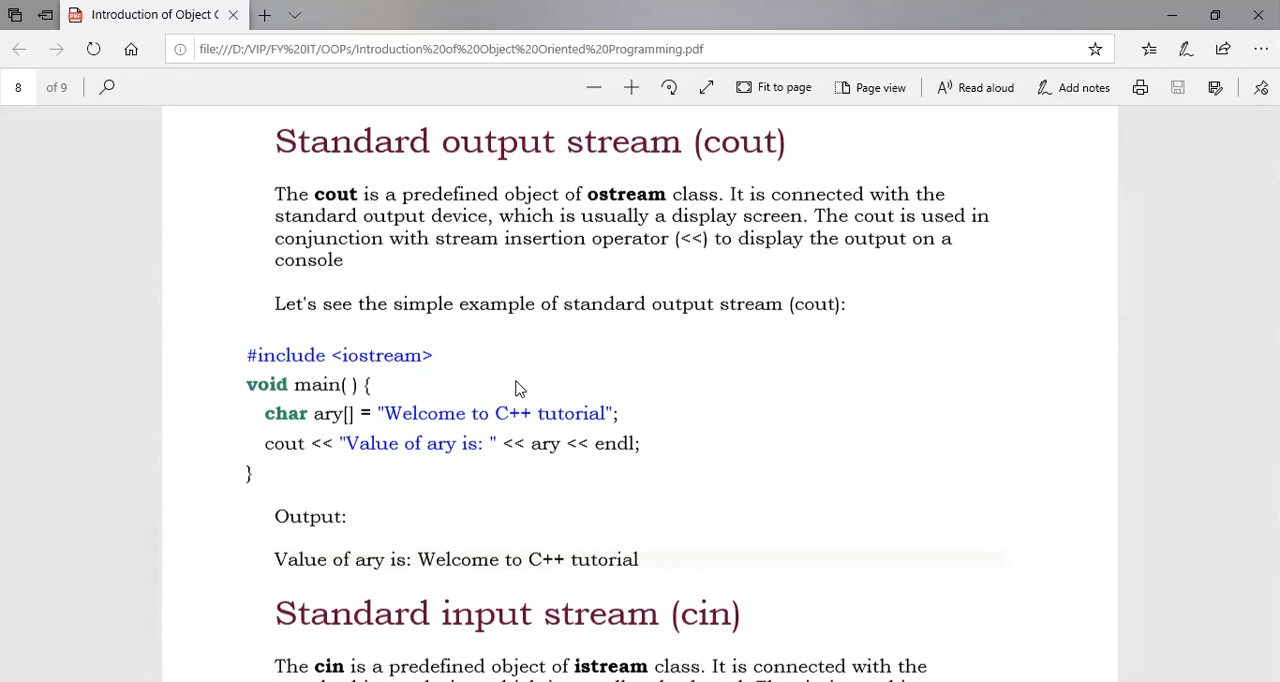 Introduction of Object O
file:///D:/VIP/FY%20IT/OOPs/Introduction%20of%20Object%20Oriented%20Programming.pdf
8 of 9 Fit to page Page view Read aloud Add notes
Standard output stream (cout)
The cout is a predefined object of ostream class. It is connected with the
standard output device, which is usually a display screen. The cout is used in
conjunction with stream insertion operator (<<) to display the output on a
console
Let's see the simple example of standard output stream (cout):
#include <iostream>
void main( ) {
char ary[] = "Welcome to C++ tutorial";
cout << "Value of ary is: " << ary << endl;
}
Output:
Value of ary is: Welcome to C++ tutorial
Standard input stream (cin)
The cin is a predefined object of istream class. It is connected with the